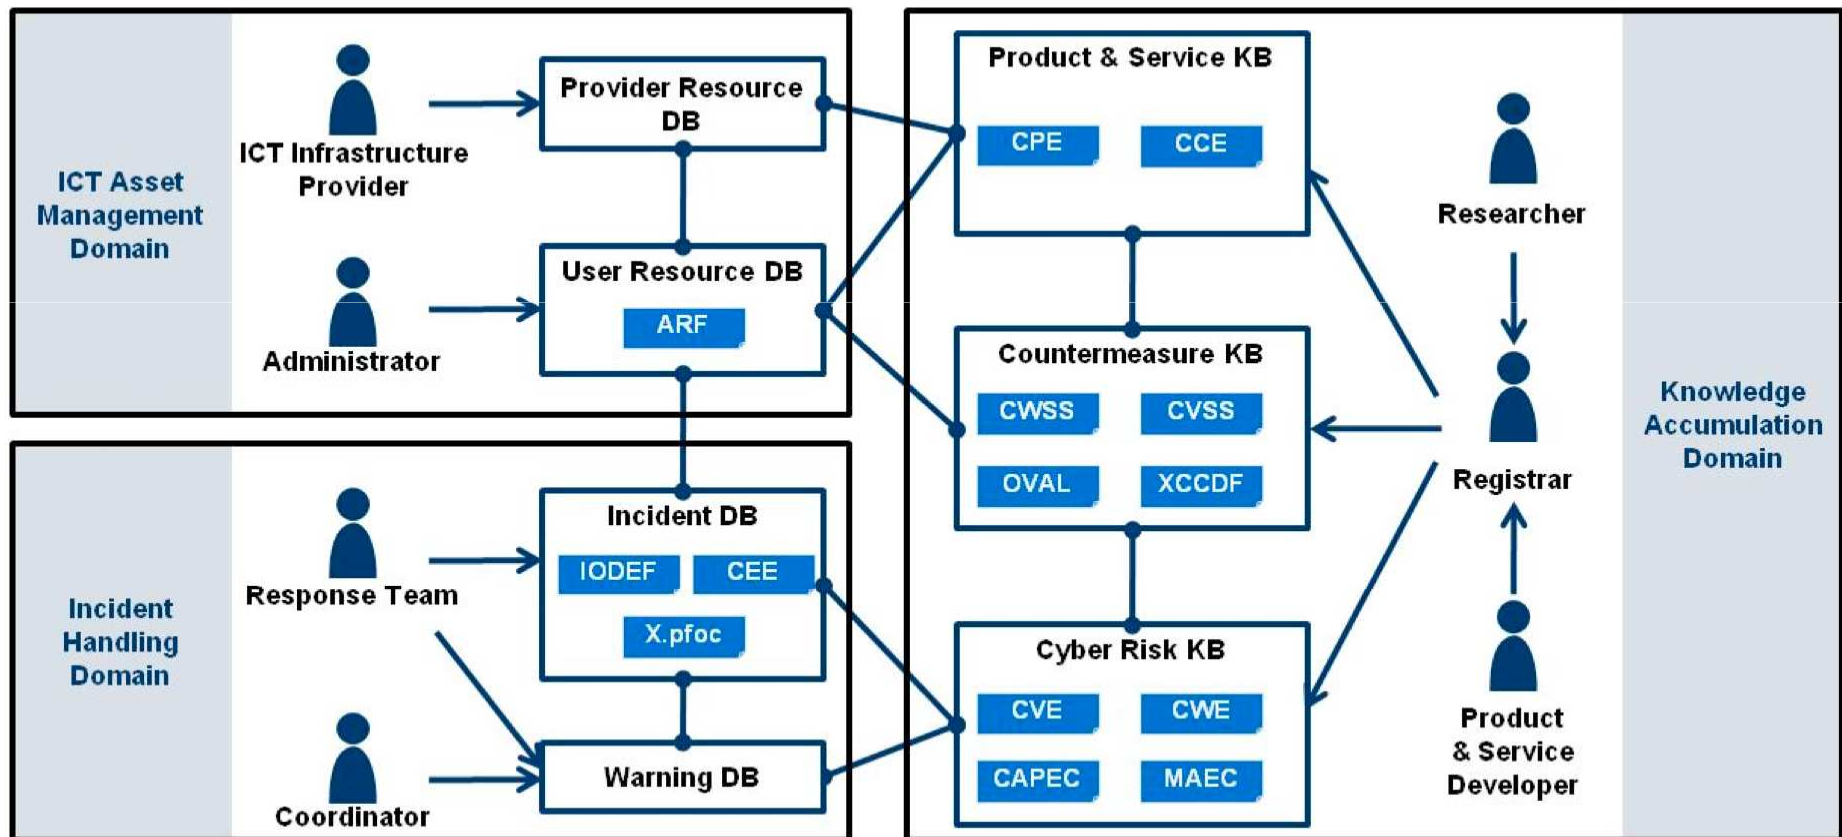 ICT Asset
Management
Domain
ICT Infrastructure
Provider
Administrator
Provider Resource
DB
User Resource DB
ARF
Incident
Handling
Domain
Response Team
Coordinator
Incident DB
IODEF
CEE
X.pfoc
Warning DB
Product & Service KB
CPE
CCE
Countermeasure KB
CWSS
CVSS
OVAL
XCCDF
Cyber Risk KB
CVE
CWE
CAPEC
MAEC
Researcher
Registrar
Product
& Service
Developer
Knowledge
Accumulation
Domain